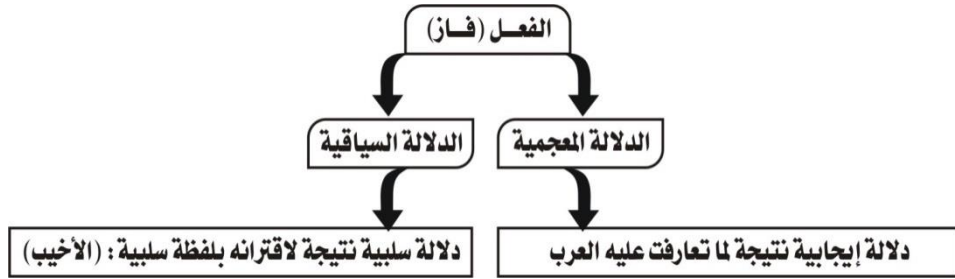 الفعل (فاز)
الدلالة المعجمية
الدلالة السياقية
دلالة إيجابية نتيجة لما تعارفت عليه العرب
دلالة سلبية نتيجة لاقترانه بلفظة سلبية : (الأخيب)